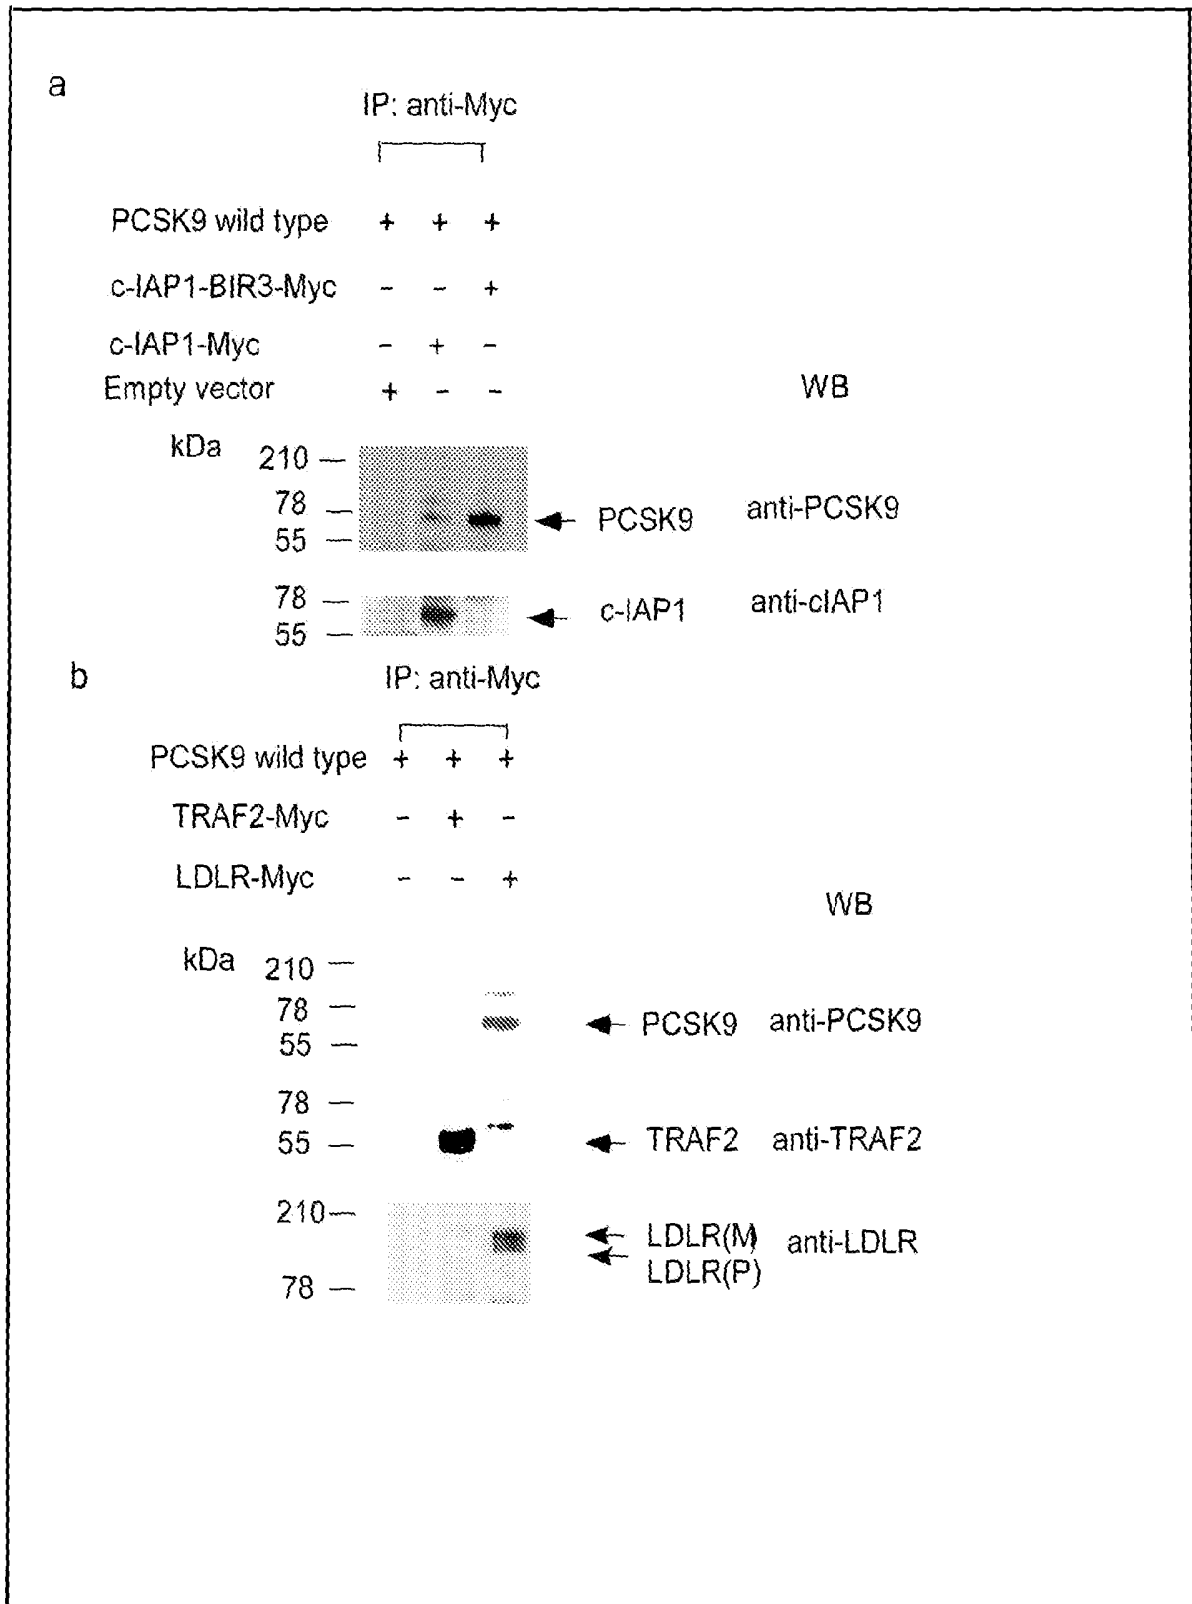 a
IP: anti-Myc
PCSK9 wild type + + +
c-IAP1-BIR3-Myc - - +
c-IAP1-Myc - + -
Empty vector + - -
WB
kDa 210
78
55
PCSK9 anti-PCSK9
78
55
c-IAP1 anti-cIAP1
b
IP: anti-Myc
PCSK9 wild type + + +
TRAF2-Myc - + -
LDLR-Myc - - +
WB
kDa 210
78
55
PCSK9 anti-PCSK9
78
55
TRAF2 anti-TRAF2
210
LDLR(M) anti-LDLR
LDLR(P)
78